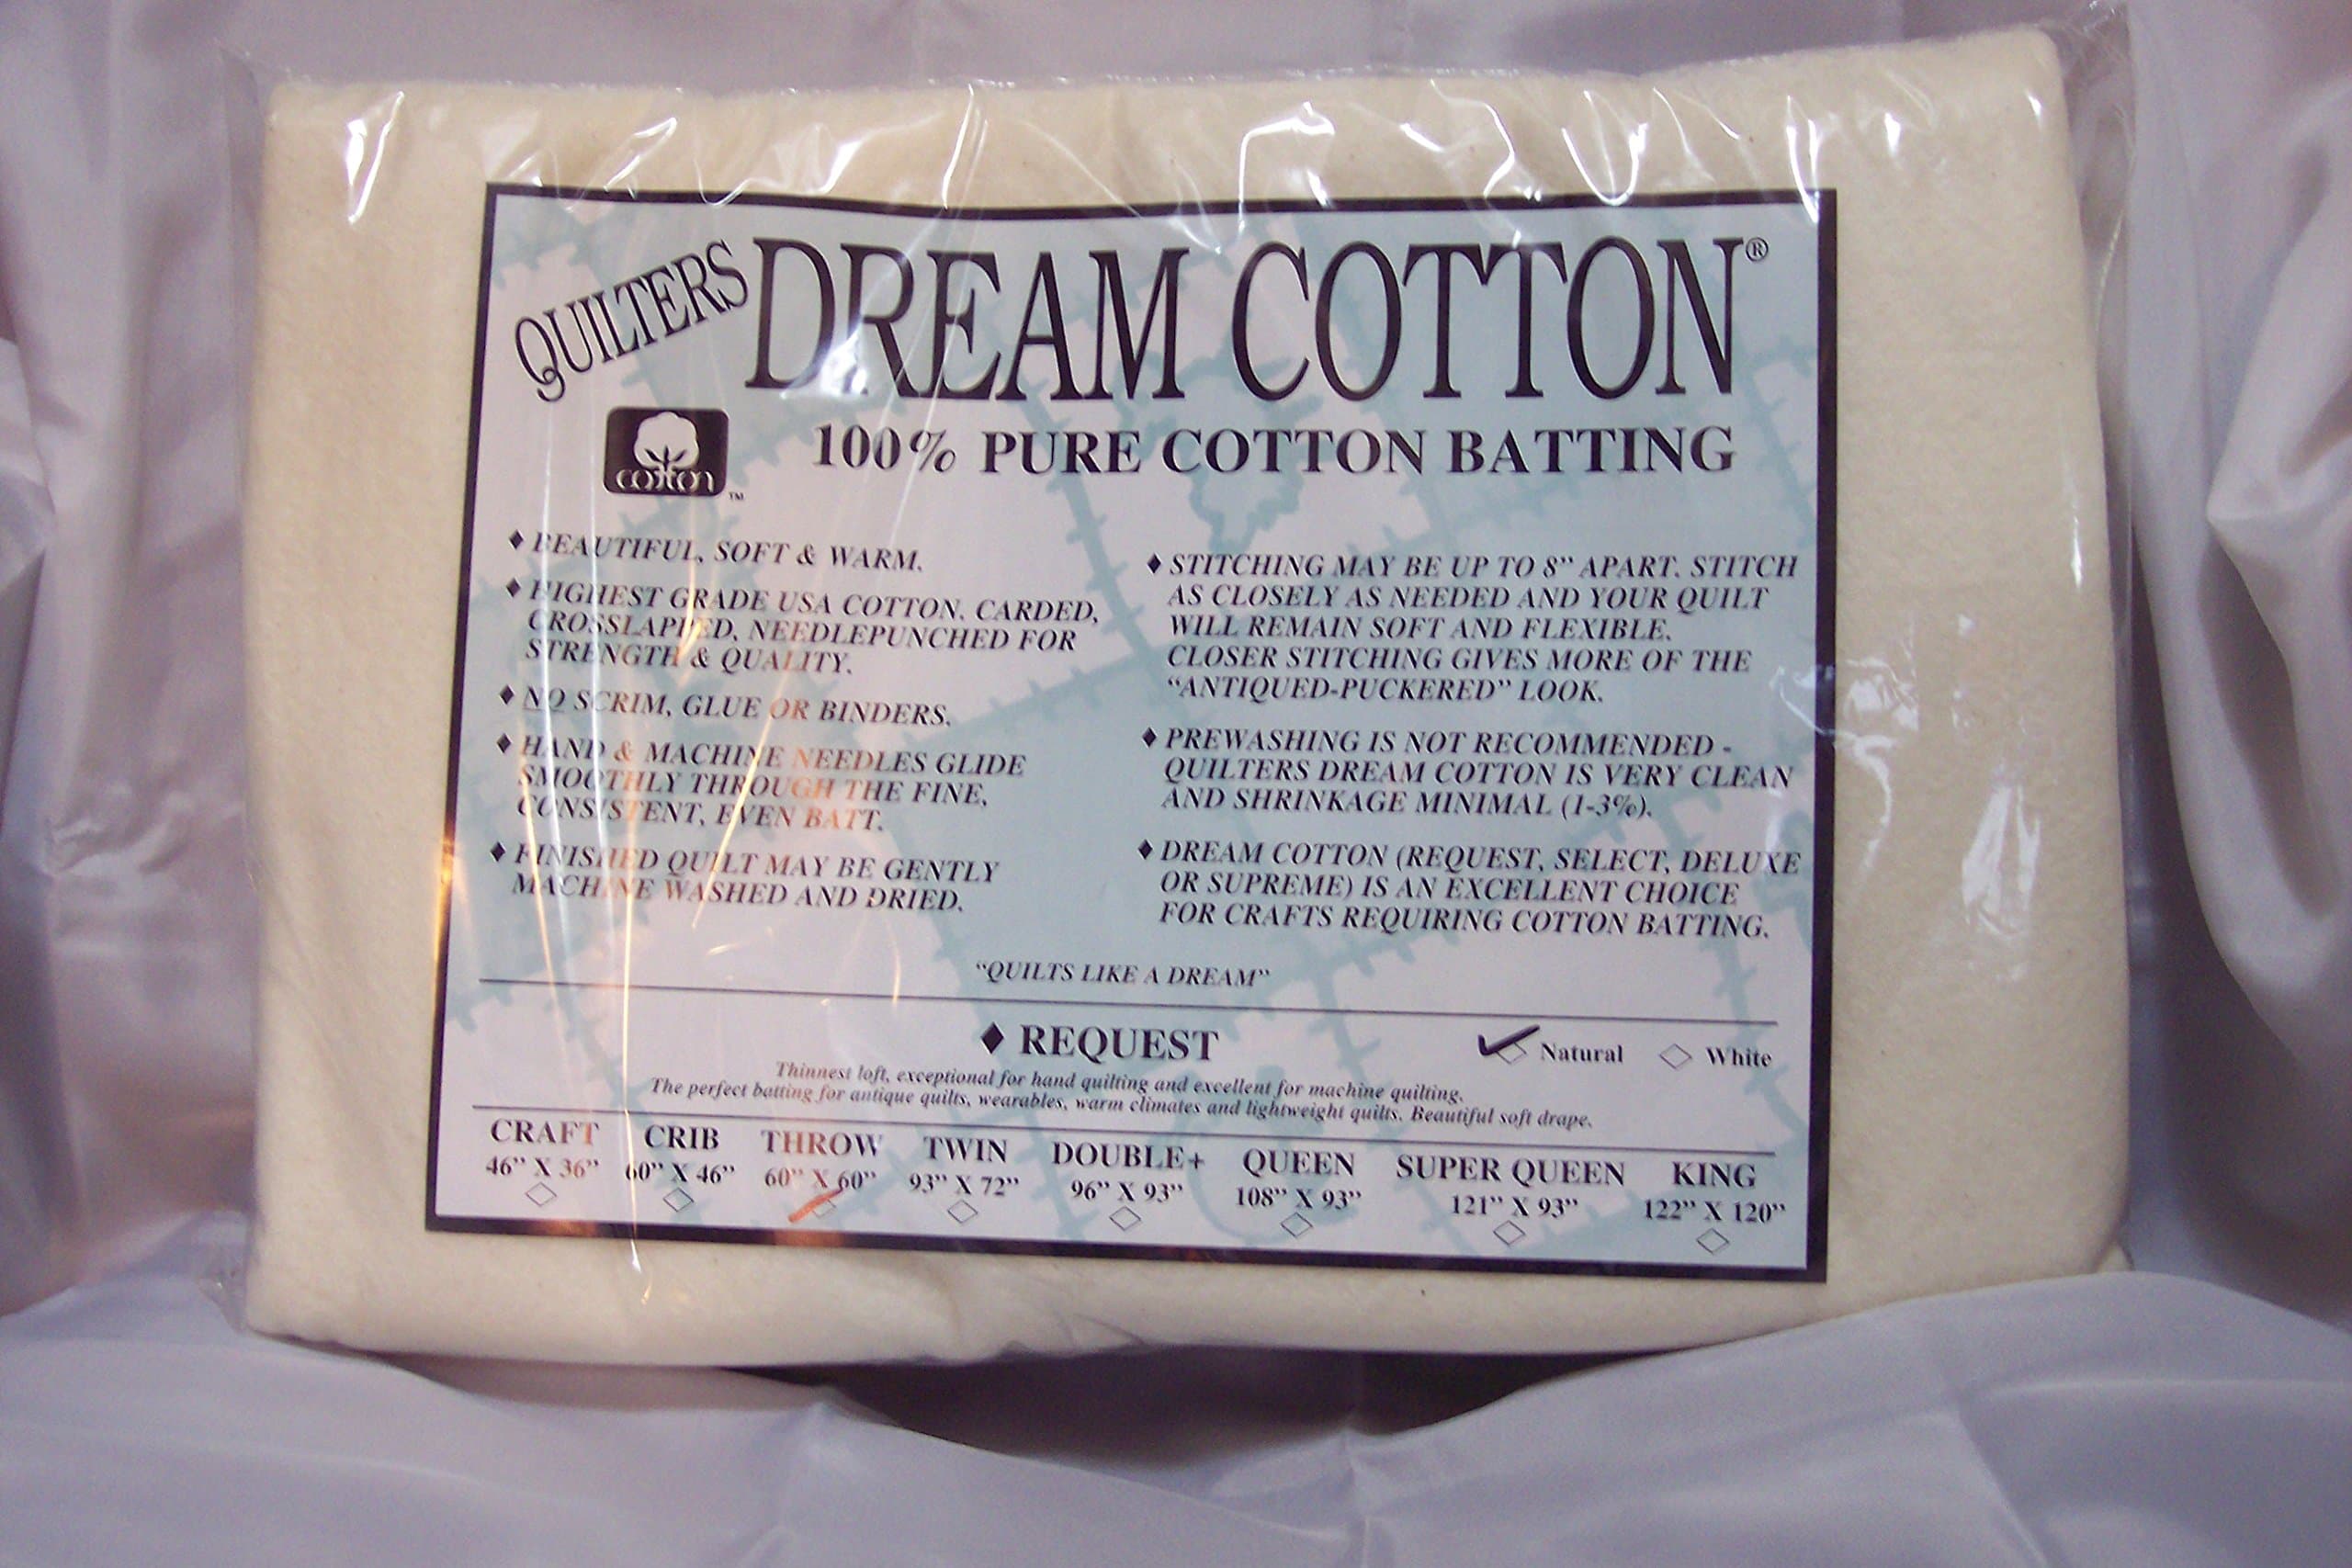 QUILTERS DREAM COTTON®
cotton ™
100% PURE COTTON BATTING
♦ BEAUTIFUL, SOFT & WARM.
♦ HIGHEST GRADE USA COTTON. CARDED,
CROSSLAPPED, NEEDLEPUNCHED FOR
STRENGTH & QUALITY.
♦ NO SCRIM, GLUE OR BINDERS.
♦ HAND & MACHINE NEEDLES GLIDE
SMOOTHLY THROUGH THE FINE,
CONSISTENT, EVEN BATT.
♦ FINISHED QUILT MAY BE GENTLY
MACHINE WASHED AND DRIED.
♦ STITCHING MAY BE UP TO 8” APART. STITCH
AS CLOSELY AS NEEDED AND YOUR QUILT
WILL REMAIN SOFT AND FLEXIBLE.
CLOSER STITCHING GIVES MORE OF THE
“ANTIQUED-PUCKERED” LOOK.
♦ PREWASHING IS NOT RECOMMENDED -
QUILTERS DREAM COTTON IS VERY CLEAN
AND SHRINKAGE MINIMAL (1-3%).
♦ DREAM COTTON (REQUEST, SELECT, DELUXE
OR SUPREME) IS AN EXCELLENT CHOICE
FOR CRAFTS REQUIRING COTTON BATTING.
“QUILTS LIKE A DREAM”
♦ REQUEST
Natural White
Thinnest loft, exceptional for hand quilting and excellent for machine quilting.
The perfect batting for antique quilts, wearables, warm climates and lightweight quilts. Beautiful soft drape.
CRAFT CRIB THROW TWIN DOUBLE+ QUEEN SUPER QUEEN KING
46” X 36” 60” X 46” 60” X 60” 93” X 72” 96” X 93” 108” X 93” 121” X 93” 122” X 120”